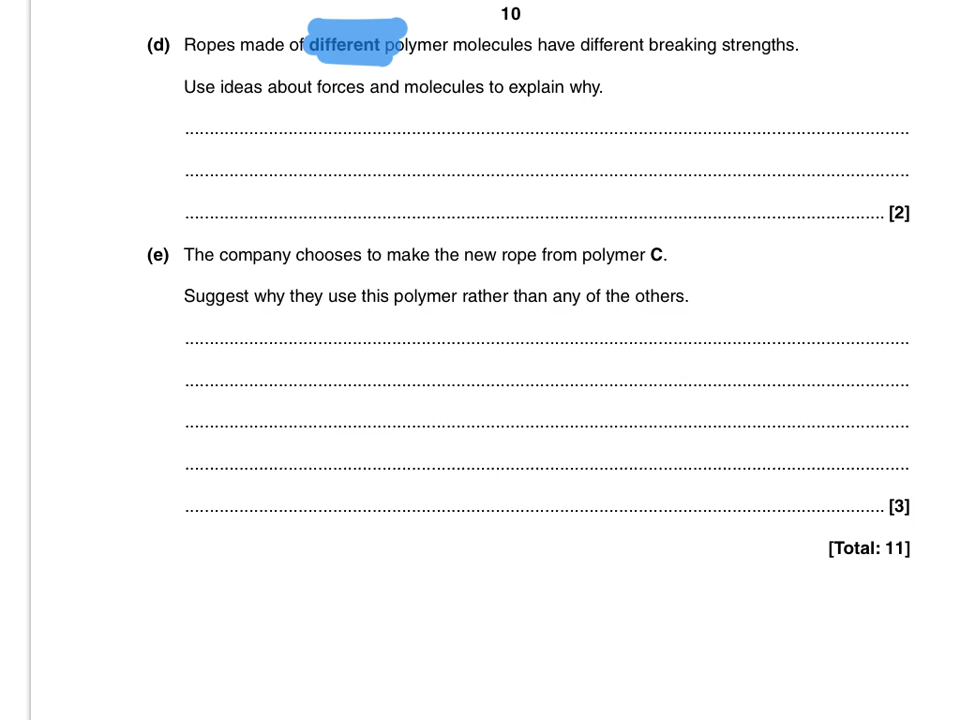 10
(d) Ropes made of different polymer molecules have different breaking strengths.
Use ideas about forces and molecules to explain why.
[2]
(e) The company chooses to make the new rope from polymer C.
Suggest why they use this polymer rather than any of the others.
[3]
[Total: 11]